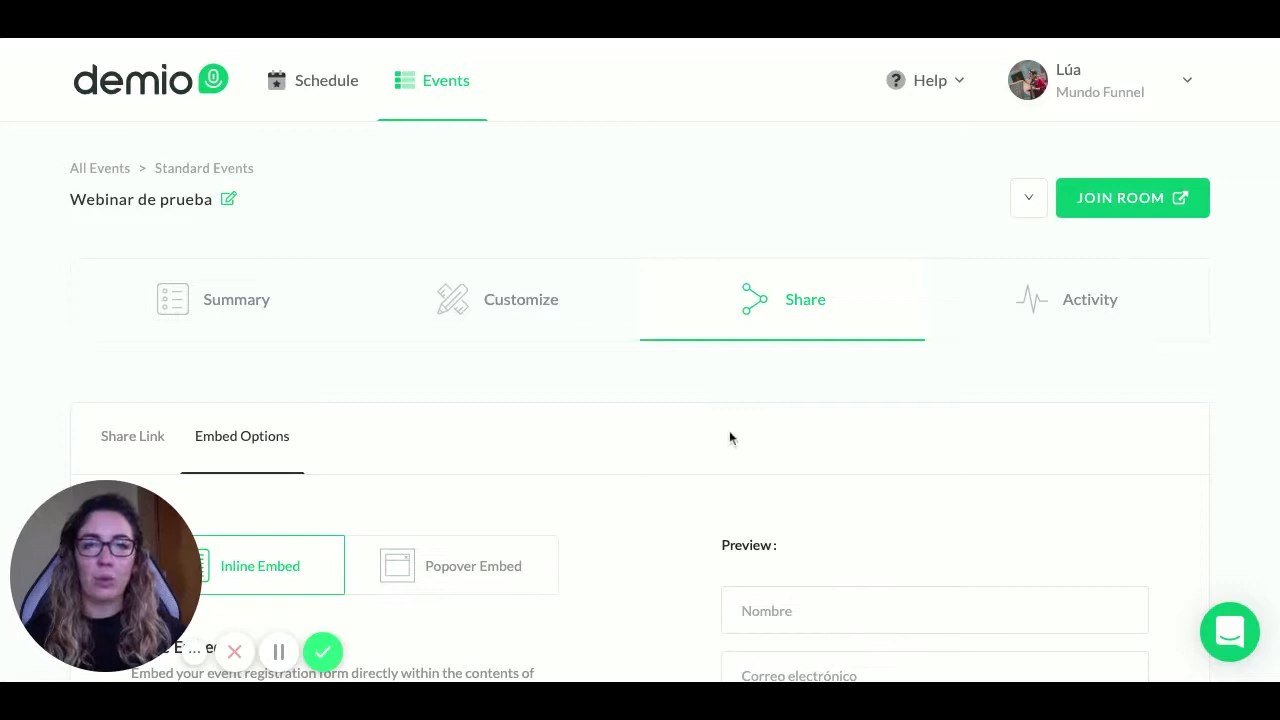 demio
Schedule
Events
Help
Lúa
Mundo Funnel
All Events > Standard Events
Webinar de prueba
JOIN ROOM
Summary
Customize
Share
Activity
Share Link
Embed Options
Inline Embed
Popover Embed
Preview:
Nombre
Embed your event registration form directly within the contents of
Correo electrónico